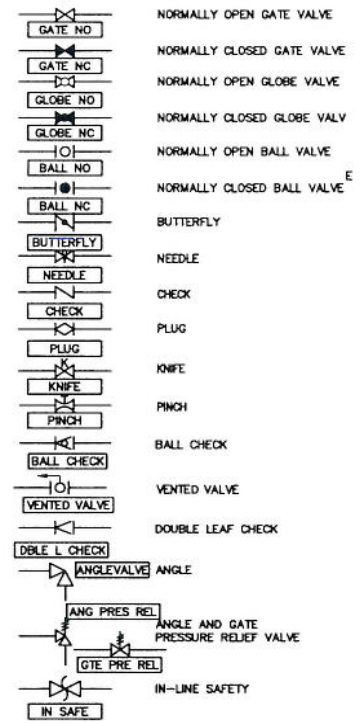 NORMALLY OPEN GATE VALVE
GATE NO
NORMALLY CLOSED GATE VALVE
GATE NC
NORMALLY OPEN GLOBE VALVE
GLOBE NO
NORMALLY CLOSED GLOBE VALV
GLOBE NC
NORMALLY OPEN BALL VALVE
BALL NO
E
NORMALLY CLOSED BALL VALVE
BALL NC
BUTTERFLY
BUTTERFLY
NEEDLE
NEEDLE
CHECK
CHECK
PLUG
PLUG
K
KNIFE
KNIFE
PINCH
PINCH
BALL CHECK
BALL CHECK
VENTED VALVE
VENTED VALVE
DOUBLE LEAF CHECK
DBLE L CHECK
ANGLEVALVE ANGLE
ANG PRES REL
ANGLE AND GATE
PRESSURE RELIEF VALVE
GTE PRE REL
IN-LINE SAFETY
IN SAFE